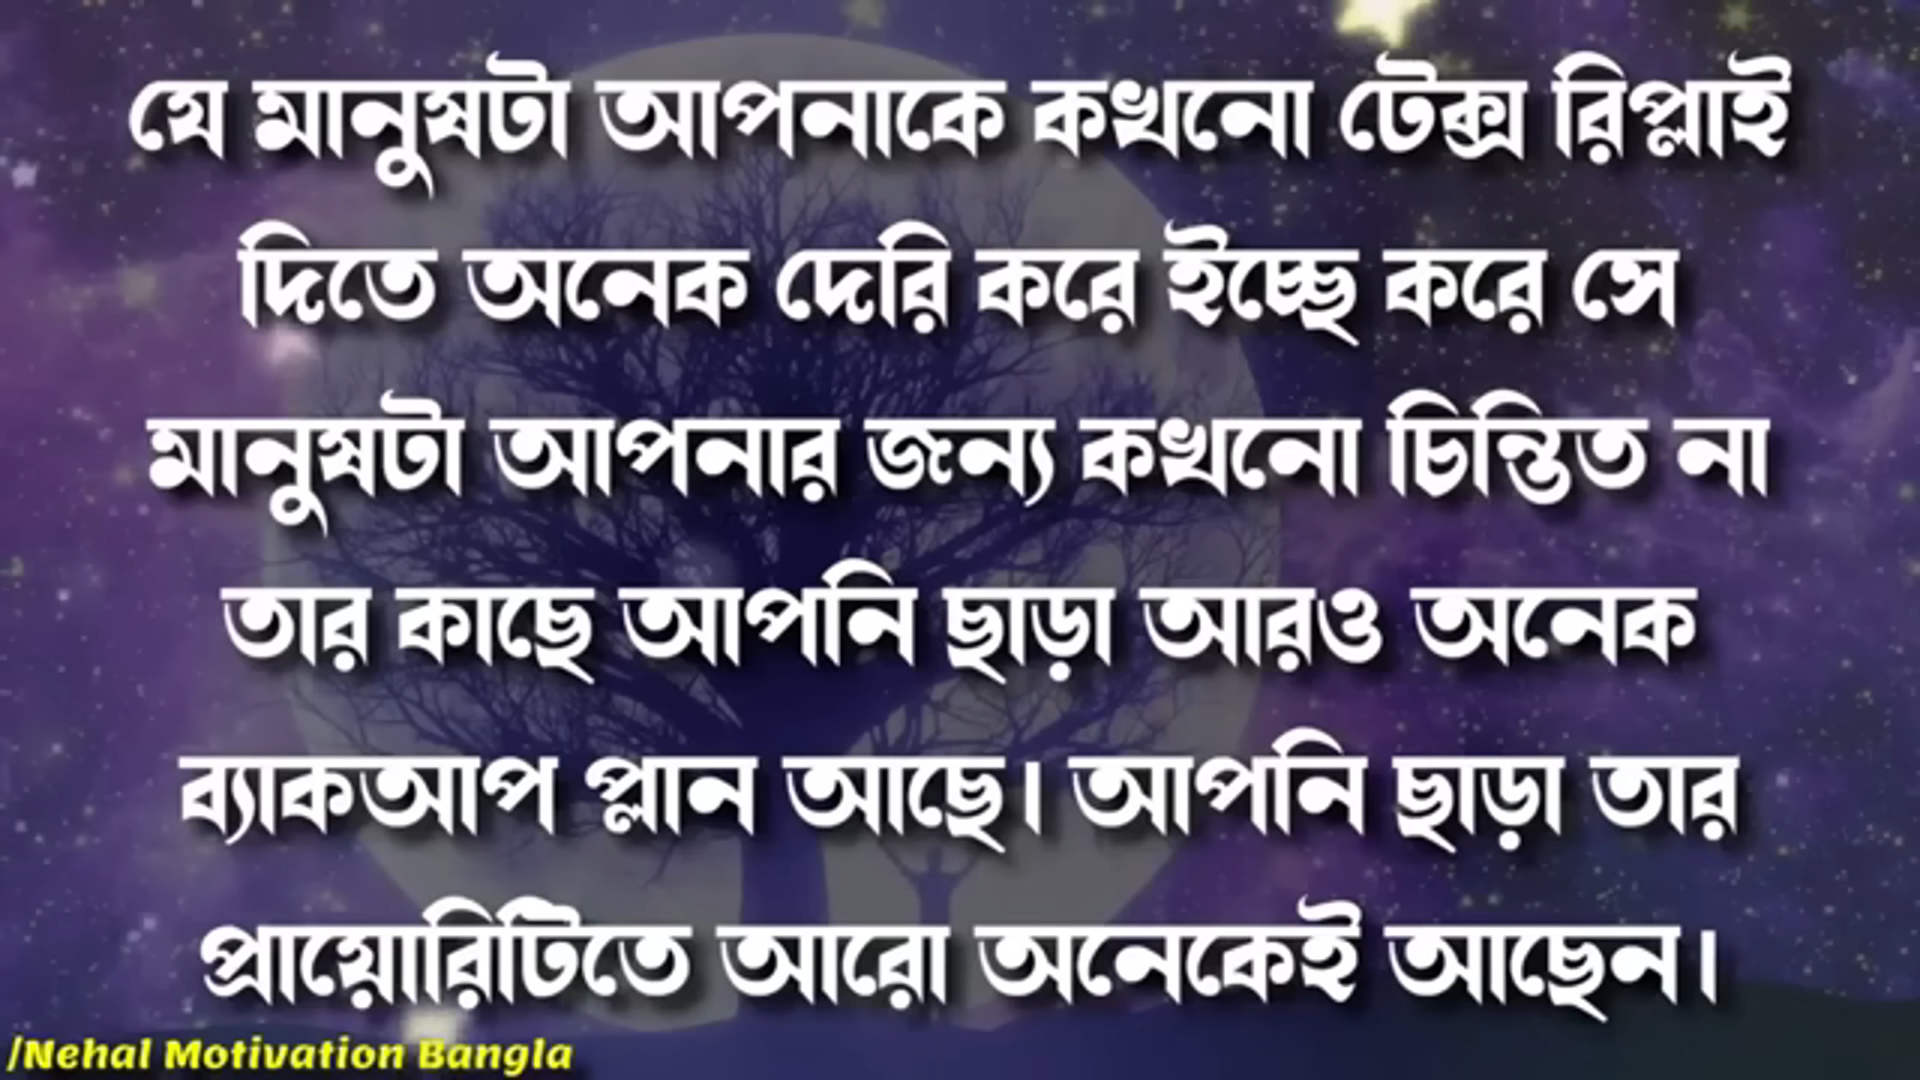 যে মানুষটা আপনাকে কখনো টেক্স রিপ্লাই
দিতে অনেক দেরি করে ইচ্ছে করে সে
মানুষটা আপনার জন্য কখনো চিন্তিত না
তার কাছে আপনি ছাড়া আরও অনেক
ব্যাকআপ প্লান আছে। আপনি ছাড়া তার
প্রায়োরিটিতে আরো অনেকেই আছেন।
/Nehal Motivation Bangla